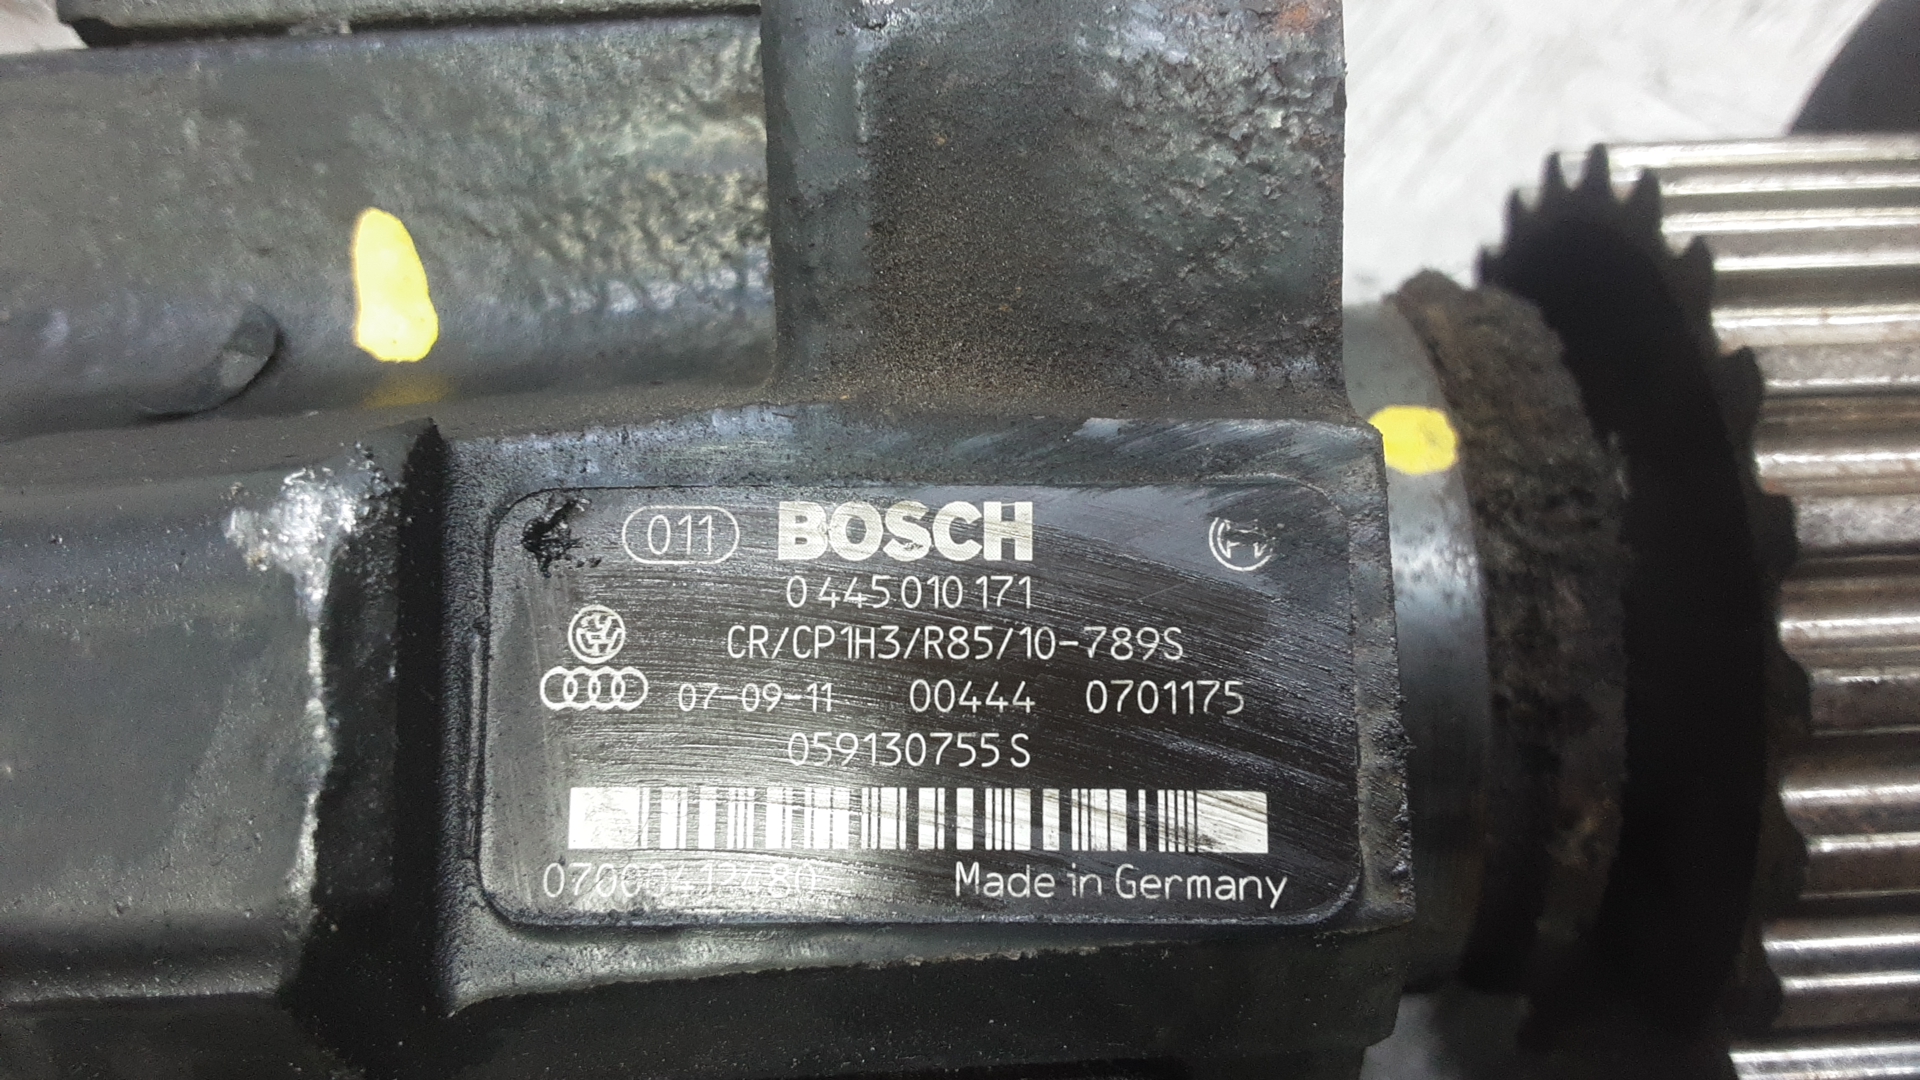 011 BOSCH
0 445 010 171
CR/CP1H3/R85/10-789S
07-09-11 00444 0701175
059130755S
Made in Germany